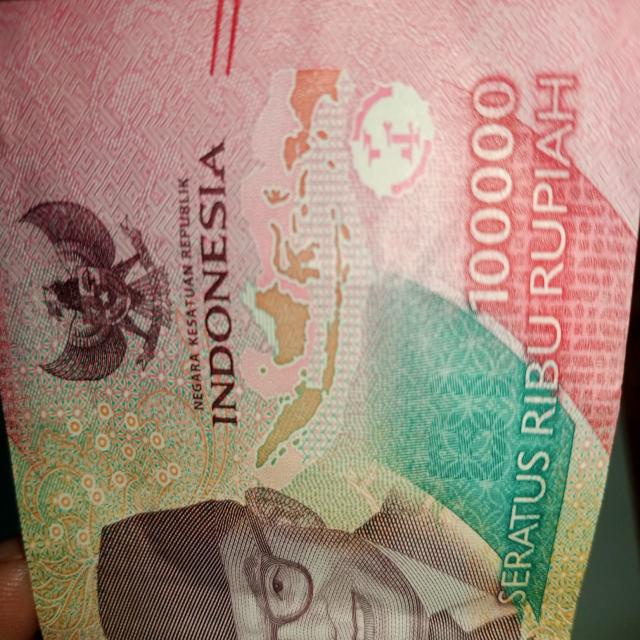 NEGARA KESATUAN REPUBLIK
INDONESIA
100000
SERATUS RIBU RUPIAH